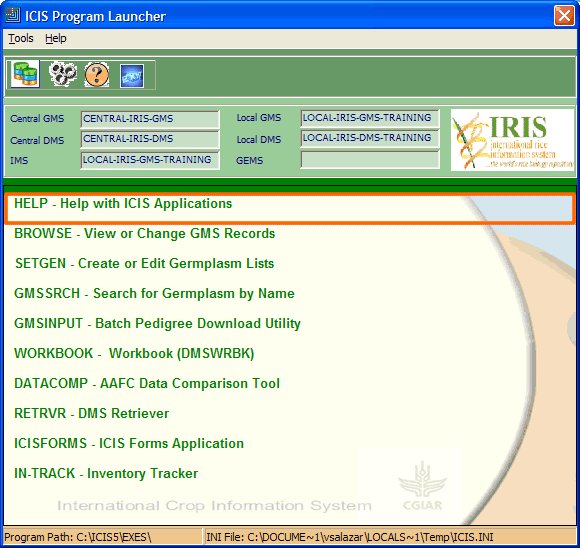 ICIS Program Launcher
Tools Help
Central GMS CENTRAL-IRIS-GMS Local GMS LOCAL-IRIS-GMS-TRAINING
Central DMS CENTRAL-IRIS-DMS Local DMS LOCAL-IRIS-DMS-TRAINING
IMS LOCAL-IRIS-GMS-TRAINING GEMS
IRIS
international rice
information system
HELP - Help with ICIS Applications
BROWSE - View or Change GMS Records
SETGEN - Create or Edit Germplasm Lists
GMSSRCH - Search for Germplasm by Name
GMSINPUT - Batch Pedigree Download Utility
WORKBOOK - Workbook (DMSWRBK)
DATACOMP - AAFC Data Comparison Tool
RETRVR - DMS Retriever
ICISFORMS - ICIS Forms Application
IN-TRACK - Inventory Tracker
International Crop Information System
CGIAR
Program Path: C:\ICIS5\EXES\ INI File: C:\DOCUME~1\vsalazar\LOCALS~1\Temp\ICIS.INI